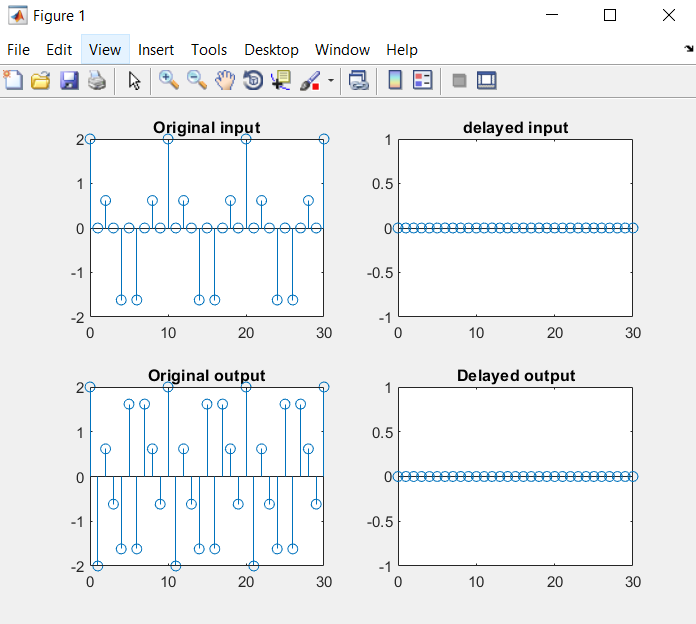 Figure 1
File Edit View Insert Tools Desktop Window Help
Original input
2
1
0
-1
-2
0 10 20 30
delayed input
1
0.5
0
-0.5
-1
0 10 20 30
Original output
2
1
0
-1
-2
0 10 20 30
Delayed output
1
0.5
0
-0.5
-1
0 10 20 30